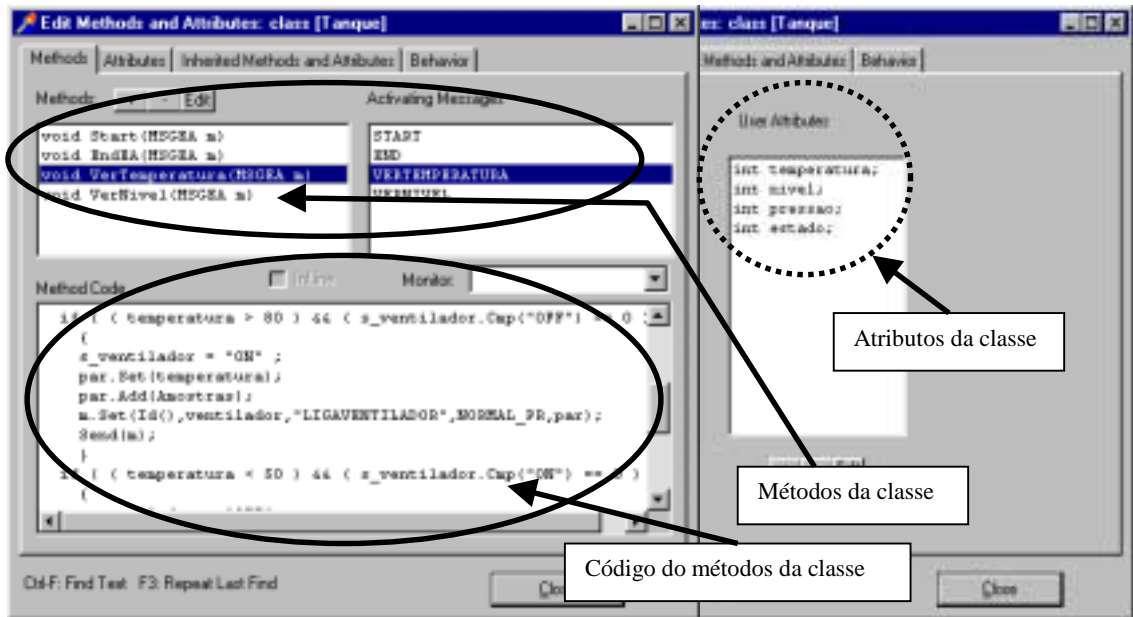 Edit Methods and Attributes: class [Tanque]
Methods Attributes Inherited Methods and Attributes Behavior
Methods: + - Edit Activating Messages
void Start(MSGEA m) START
void EndEA(MSGEA m) END
void VerTemperatura(MSGEA m) VERTEMPERATURA
void VerNivel(MSGEA m) VERNIVEL
Method Code Inline Monitor:
if ( ( temperatura > 80 ) && ( s_ventilador.Cmp("OFF") == 0 )
{
s_ventilador = "ON" ;
par.Set(temperatura);
par.Add(Amostras);
m.Set(Id(),ventilador,"LIGAVENTILADOR",NORMAL_PR,par);
Send(m);
}
if ( ( temperatura < 50 ) && ( s_ventilador.Cmp("ON") == 0 )
{
Ctrl-F: Find Text F3: Repeat Last Find
es: class [Tanque]
Methods and Attributes Behavior
User Attributes
int temperatura;
int nivel;
int pressao;
int estado;
Atributos da classe
Métodos da classe
Código do métodos da classe
Close